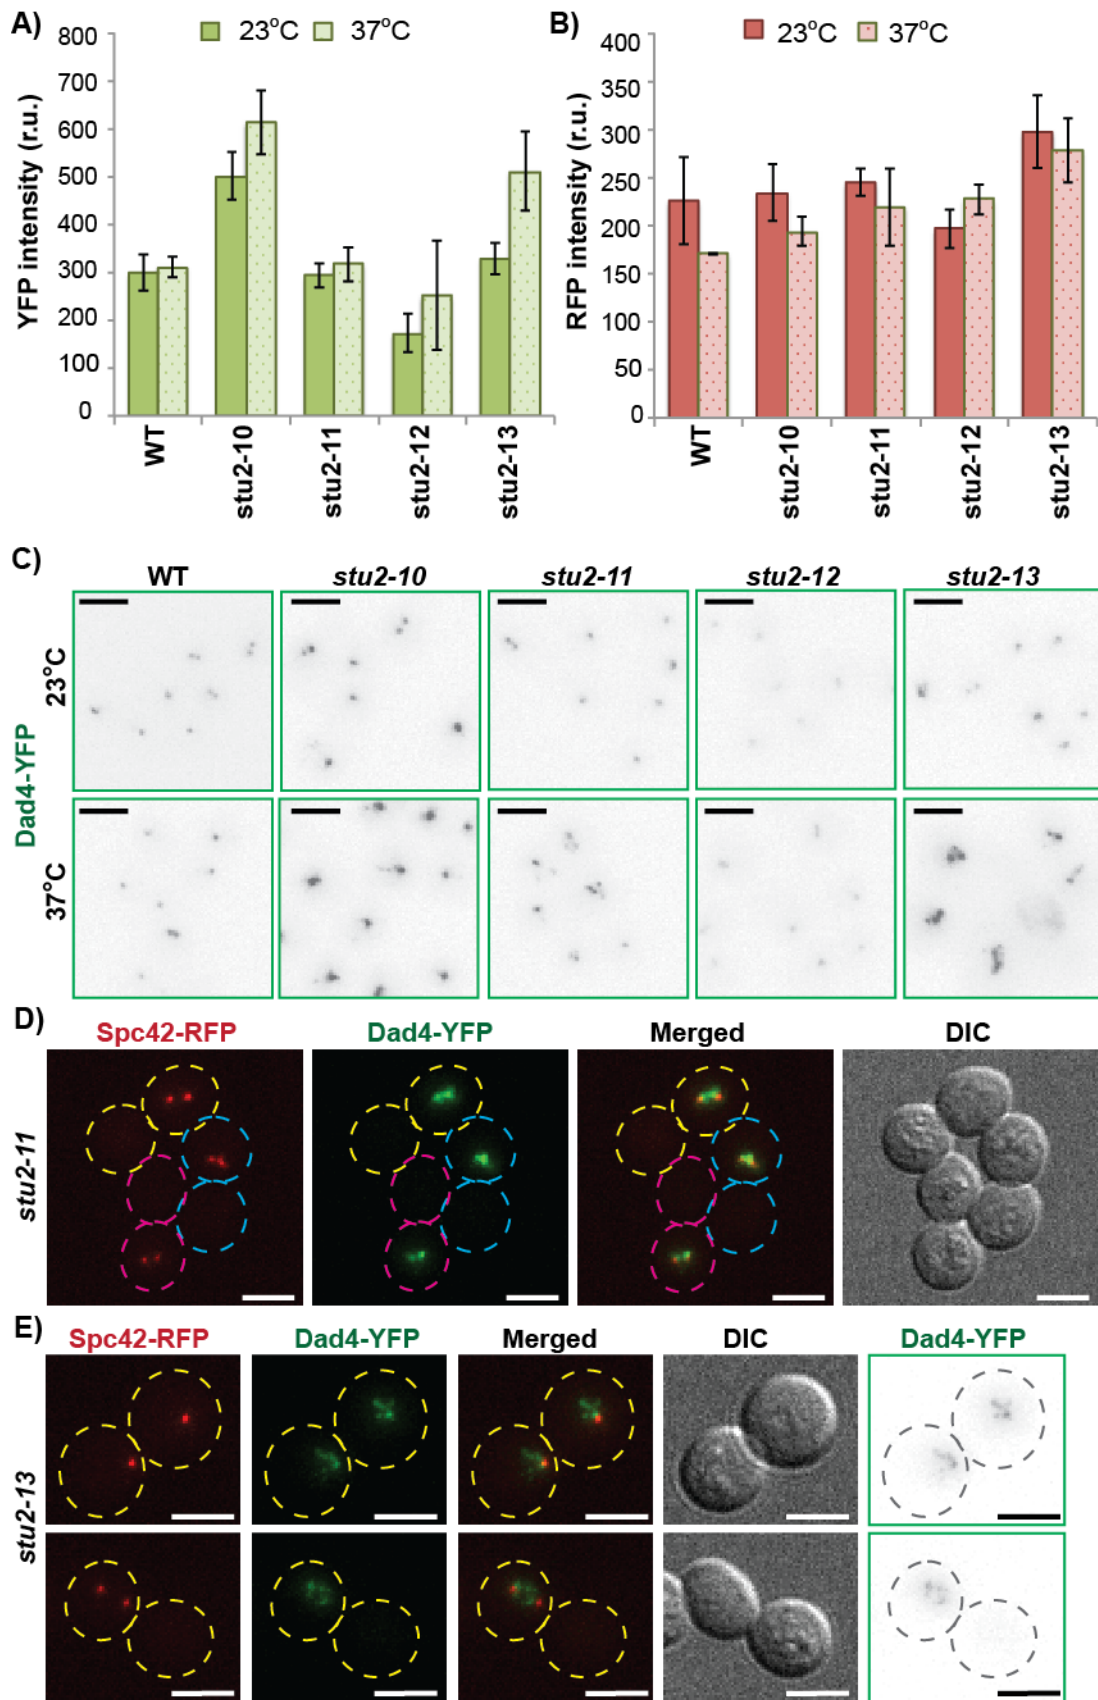 A)
23°C 37°C
YFP intensity (r.u.)
800
700
600
500
400
300
200
100
0
WT
stu2-10
stu2-11
stu2-12
stu2-13
B)
23°C 37°C
RFP intensity (r.u.)
400
350
300
250
200
150
100
50
0
WT
stu2-10
stu2-11
stu2-12
stu2-13
C)
WT stu2-10 stu2-11 stu2-12 stu2-13
Dad4-YFP
23°C
37°C
D)
Spc42-RFP Dad4-YFP Merged DIC
stu2-11
E)
Spc42-RFP Dad4-YFP Merged DIC Dad4-YFP
stu2-13